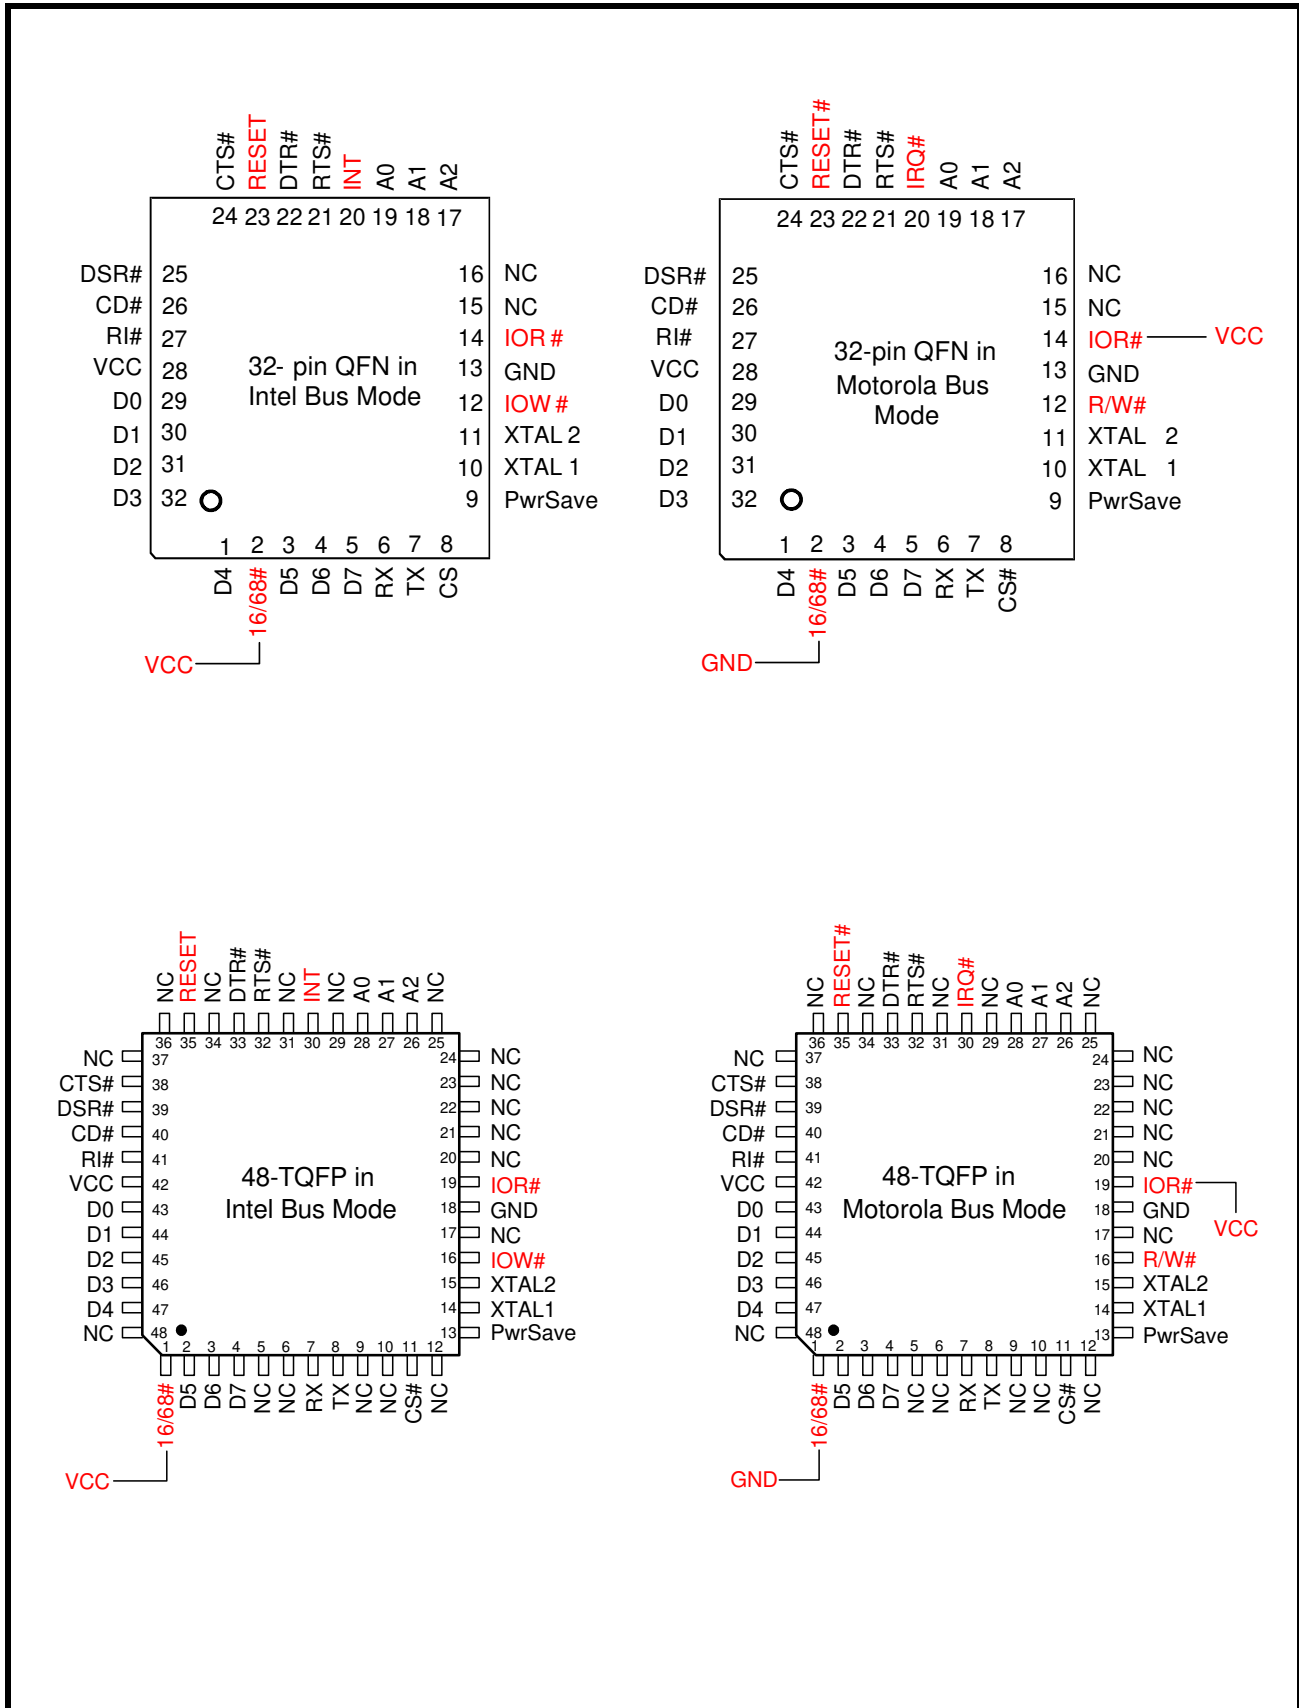 CTS# RESET DTR# RTS# INT A0 A1 A2
24 23 22 21 20 19 18 17
DSR# 25 16 NC
CD# 26 15 NC
RI# 27 14 IOR #
VCC 28 13 GND
D0 29 12 IOW #
D1 30 11 XTAL 2
D2 31 10 XTAL 1
D3 32 9 PwrSave
32- pin QFN in
Intel Bus Mode
1 2 3 4 5 6 7 8
D4 16/68# D5 D6 D7 RX TX CS
VCC
CTS# RESET# DTR# RTS# IRQ# A0 A1 A2
24 23 22 21 20 19 18 17
DSR# 25 16 NC
CD# 26 15 NC
RI# 27 14 IOR# VCC
VCC 28 13 GND
D0 29 12 R/W#
D1 30 11 XTAL 2
D2 31 10 XTAL 1
D3 32 9 PwrSave
32-pin QFN in
Motorola Bus
Mode
1 2 3 4 5 6 7 8
D4 16/68# D5 D6 D7 RX TX CS#
GND
NC RESET NC DTR# RTS# NC INT NC A0 A1 A2 NC
36 35 34 33 32 31 30 29 28 27 26 25
NC 37 24 NC
CTS# 38 23 NC
DSR# 39 22 NC
CD# 40 21 NC
RI# 41 20 NC
VCC 42 19 IOR#
D0 43 18 GND
D1 44 17 NC
D2 45 16 IOW#
D3 46 15 XTAL2
D4 47 14 XTAL1
NC 48 13 PwrSave
48-TQFP in
Intel Bus Mode
1 2 3 4 5 6 7 8 9 10 11 12
16/68# D5 D6 D7 NC NC RX TX NC NC CS# NC
VCC
NC RESET# NC DTR# RTS# NC IRQ# NC A0 A1 A2 NC
36 35 34 33 32 31 30 29 28 27 26 25
NC 37 24 NC
CTS# 38 23 NC
DSR# 39 22 NC
CD# 40 21 NC
RI# 41 20 NC
VCC 42 19 IOR#
D0 43 18 GND
VCC
D1 44 17 NC
D2 45 16 R/W#
D3 46 15 XTAL2
D4 47 14 XTAL1
NC 48 13 PwrSave
48-TQFP in
Motorola Bus Mode
1 2 3 4 5 6 7 8 9 10 11 12
16/68# D5 D6 D7 NC NC RX TX NC NC CS# NC
GND